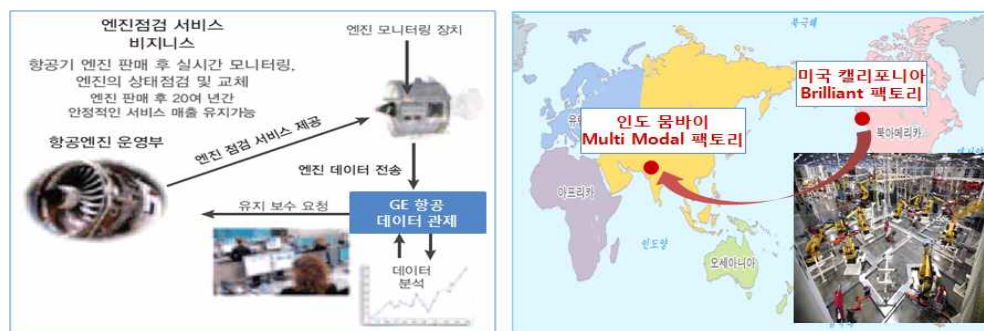 엔진점검 서비스
비지니스
항공기 엔진 판매 후 실시간 모니터링,
엔진의 상태점검 및 교체
엔진 판매 후 20여 년간
안정적인 서비스 매출 유지가능
엔진 모니터링 장치
항공엔진 운영부
엔진 점검 서비스 제공
엔진 데이터 전송
유지 보수 요청
GE 항공
데이터 관제
데이터
분석
북극해
미국 캘리포니아
Brilliant 팩토리
인도 뭄바이
Multi Modal 팩토리
북아메리카
아프리카
인도양
오세아니아